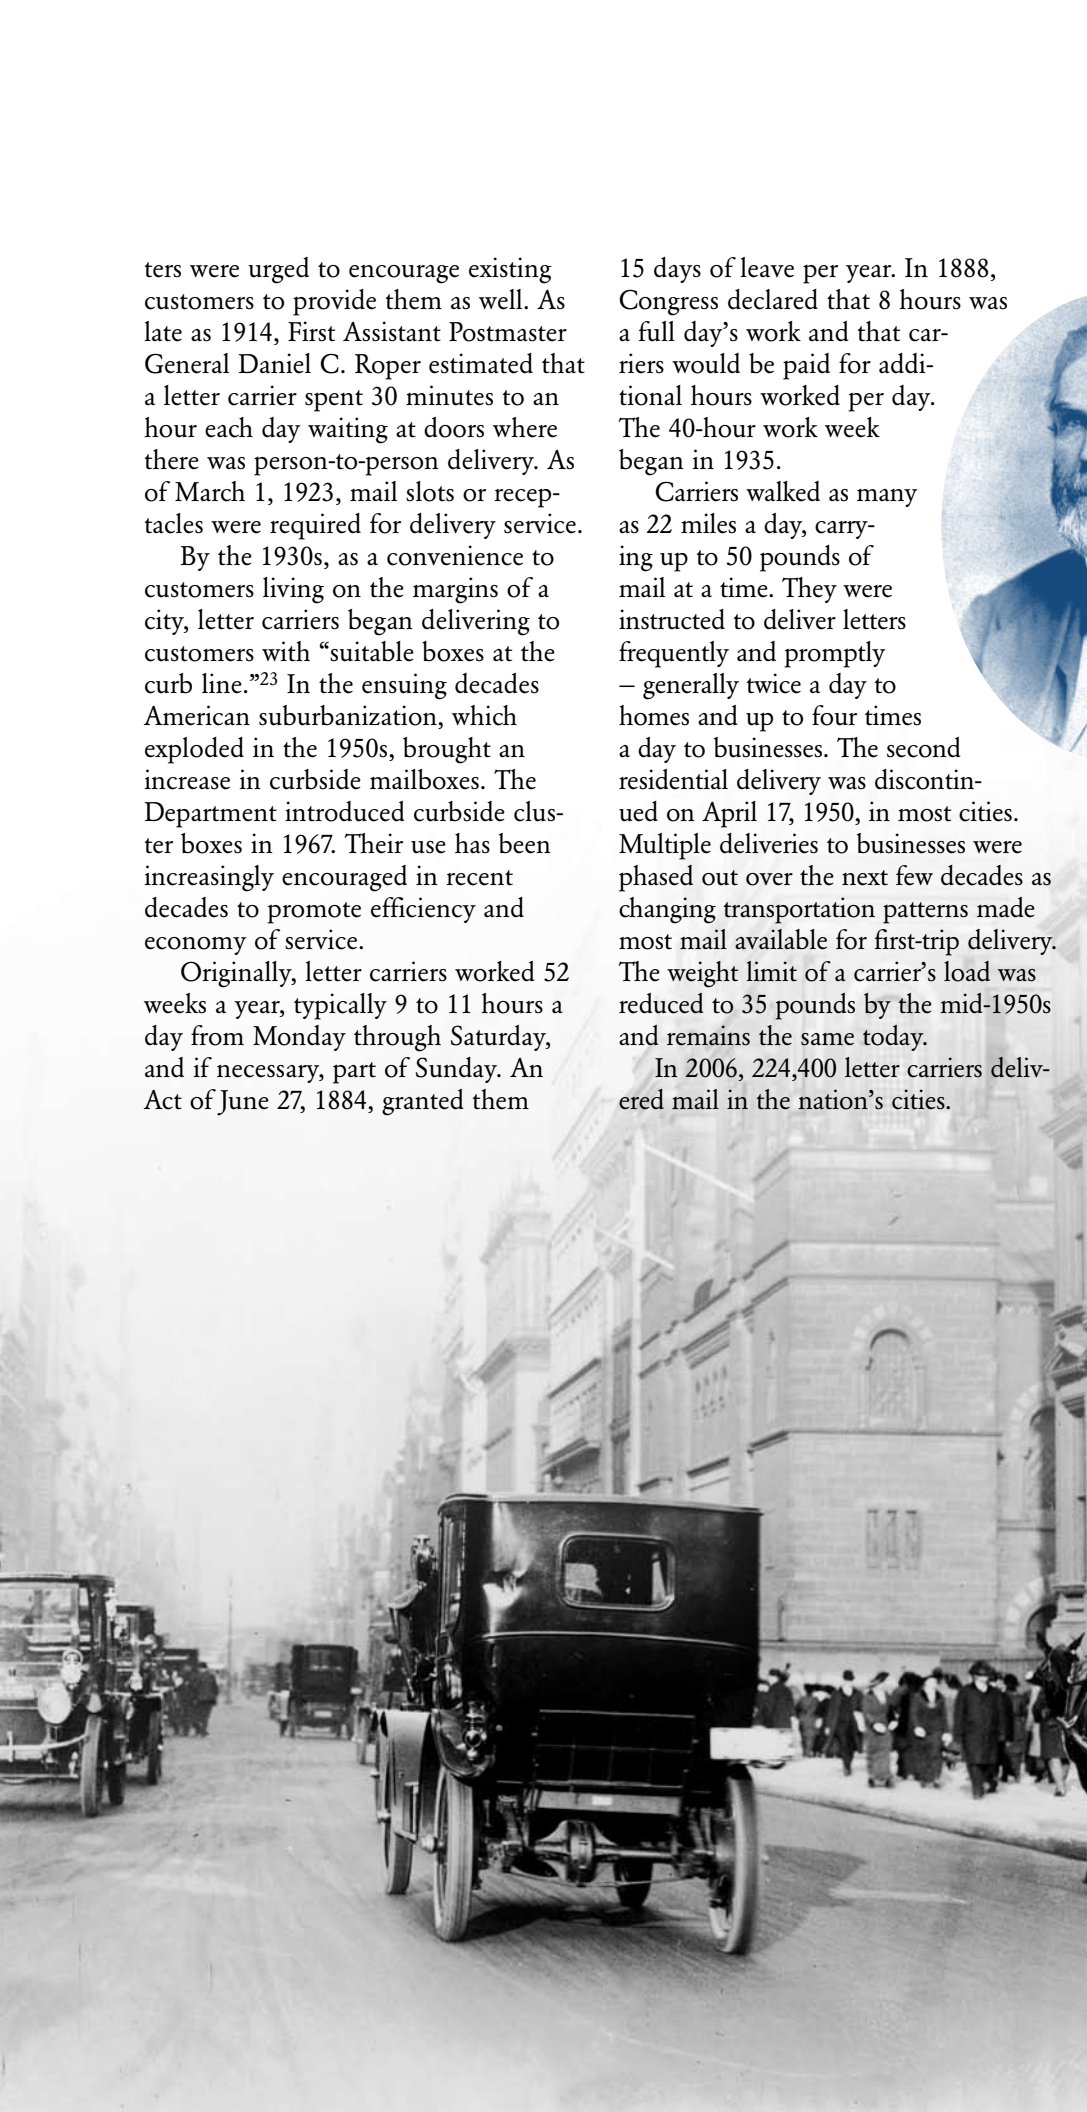 ters were urged to encourage existing
customers to provide them as well. As
late as 1914, First Assistant Postmaster
General Daniel C. Roper estimated that
a letter carrier spent 30 minutes to an
hour each day waiting at doors where
there was person-to-person delivery. As
of March 1, 1923, mail slots or recep-
tacles were required for delivery service.
By the 1930s, as a convenience to
customers living on the margins of a
city, letter carriers began delivering to
customers with “suitable boxes at the
curb line.”23 In the ensuing decades
American suburbanization, which
exploded in the 1950s, brought an
increase in curbside mailboxes. The
Department introduced curbside clus-
ter boxes in 1967. Their use has been
increasingly encouraged in recent
decades to promote efficiency and
economy of service.
Originally, letter carriers worked 52
weeks a year, typically 9 to 11 hours a
day from Monday through Saturday,
and if necessary, part of Sunday. An
Act of June 27, 1884, granted them
15 days of leave per year. In 1888,
Congress declared that 8 hours was
a full day’s work and that car-
riers would be paid for addi-
tional hours worked per day.
The 40-hour work week
began in 1935.
Carriers walked as many
as 22 miles a day, carry-
ing up to 50 pounds of
mail at a time. They were
instructed to deliver letters
frequently and promptly
– generally twice a day to
homes and up to four times
a day to businesses. The second
residential delivery was discontin-
ued on April 17, 1950, in most cities.
Multiple deliveries to businesses were
phased out over the next few decades as
changing transportation patterns made
most mail available for first-trip delivery.
The weight limit of a carrier’s load was
reduced to 35 pounds by the mid-1950s
and remains the same today.
In 2006, 224,400 letter carriers deliv-
ered mail in the nation’s cities.